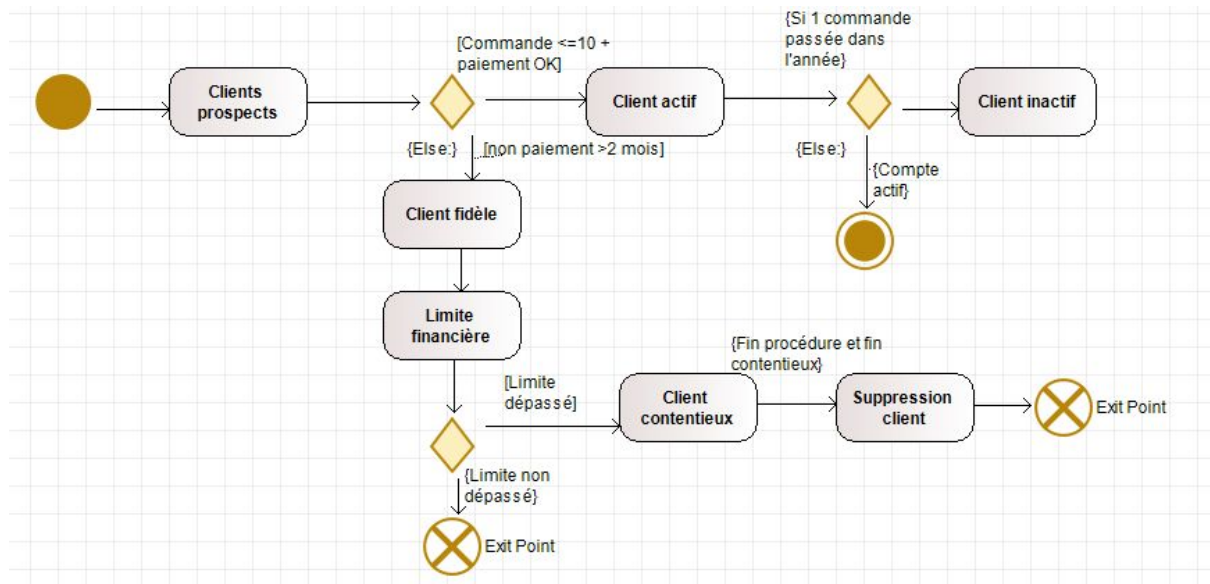 {Si 1 commande
passée dans
l'année}
[Commande <=10 +
paiement OK]
Clients
prospects
Client actif
Client inactif
{Else:}
[non paiement >2 mois]
{Else:}
{Compte
actif}
Client fidèle
Limite
financière
{Fin procédure et fin
contentieux}
[Limite
dépassé]
Client
contentieux
Suppression
client
Exit Point
{Limite non
dépassé}
Exit Point